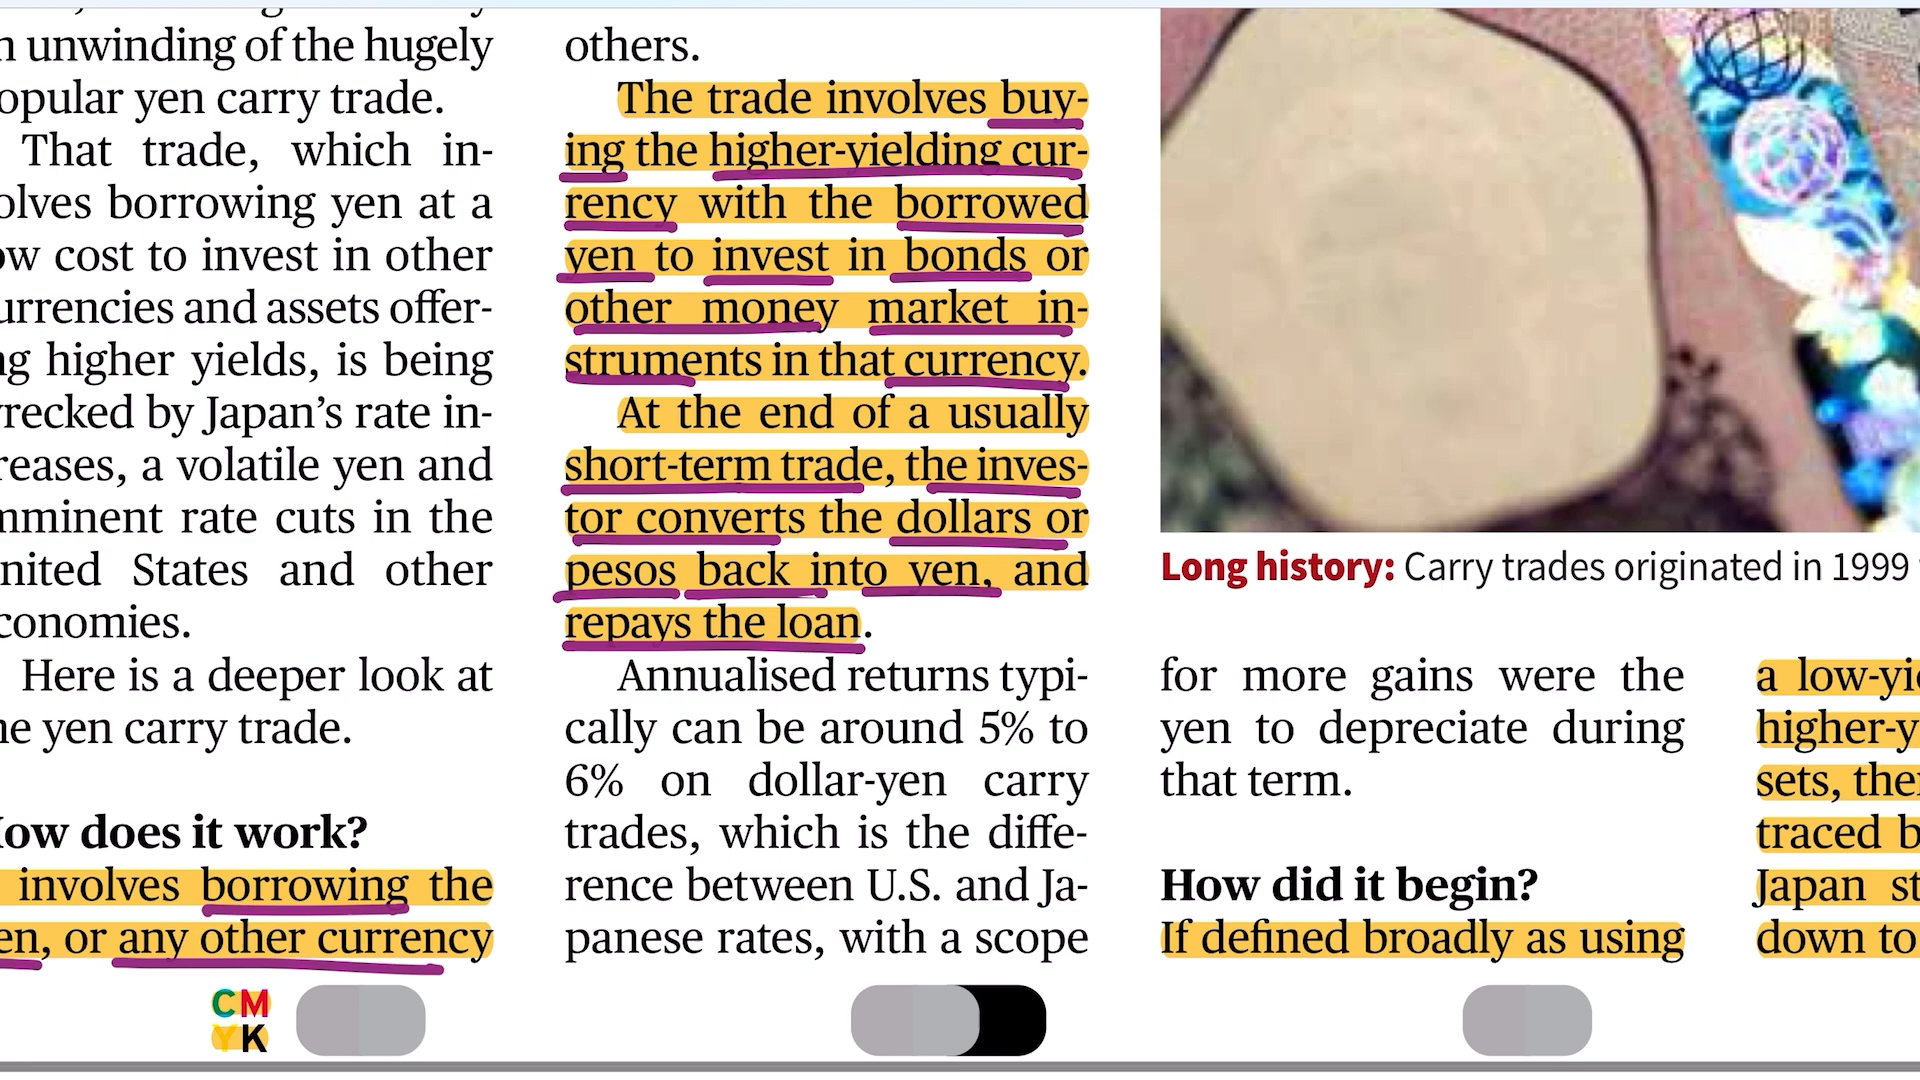 unwinding of the hugely
opular yen carry trade.
That trade, which in-
olves borrowing yen at a
ow cost to invest in other
urrencies and assets offer-
ng higher yields, is being
wrecked by Japan's rate in-
reases, a volatile yen and
mminent rate cuts in the
nited States and other
conomies.
Here is a deeper look at
he yen carry trade.
How does it work?
involves borrowing the
en, or any other currency
others.
The trade involves buy-
ing the higher-yielding cur-
rency with the borrowed
yen to invest in bonds or
other money market in-
struments in that currency.
At the end of a usually
short-term trade, the inves-
tor converts the dollars or
pesos back into yen, and
repays the loan.
Annualised returns typi-
cally can be around 5% to
6% on dollar-yen carry
trades, which is the diffe-
rence between U.S. and Ja-
panese rates, with a scope
Long history: Carry trades originated in 1999
for more gains were the
yen to depreciate during
that term.
How did it begin?
If defined broadly as using
a low-yi
higher-y
sets, the
traced b
Japan st
down to
CM
YK